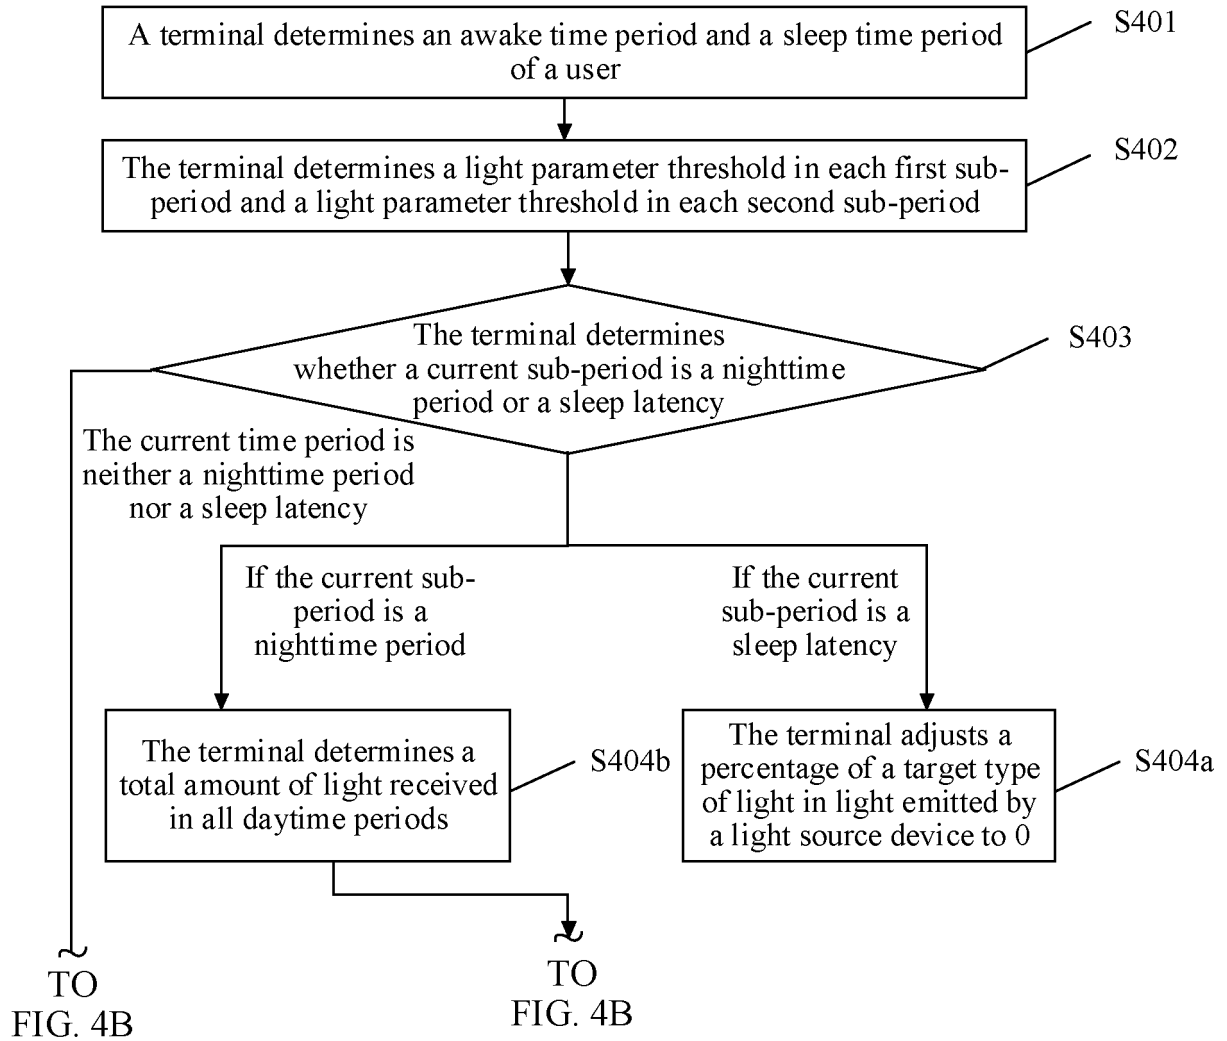 A terminal determines an awake time period and a sleep time period
of a user
S401
The terminal determines a light parameter threshold in each first sub-
period and a light parameter threshold in each second sub-period
S402
The terminal determines
whether a current sub-period is a nighttime
period or a sleep latency
S403
The current time period is
neither a nighttime period
nor a sleep latency
If the current sub-
period is a
nighttime period
If the current
sub-period is a
sleep latency
The terminal determines a
total amount of light received
in all daytime periods
S404b
The terminal adjusts a
percentage of a target type
of light in light emitted by
a light source device to 0
S404a
TO
FIG. 4B
TO
FIG. 4B